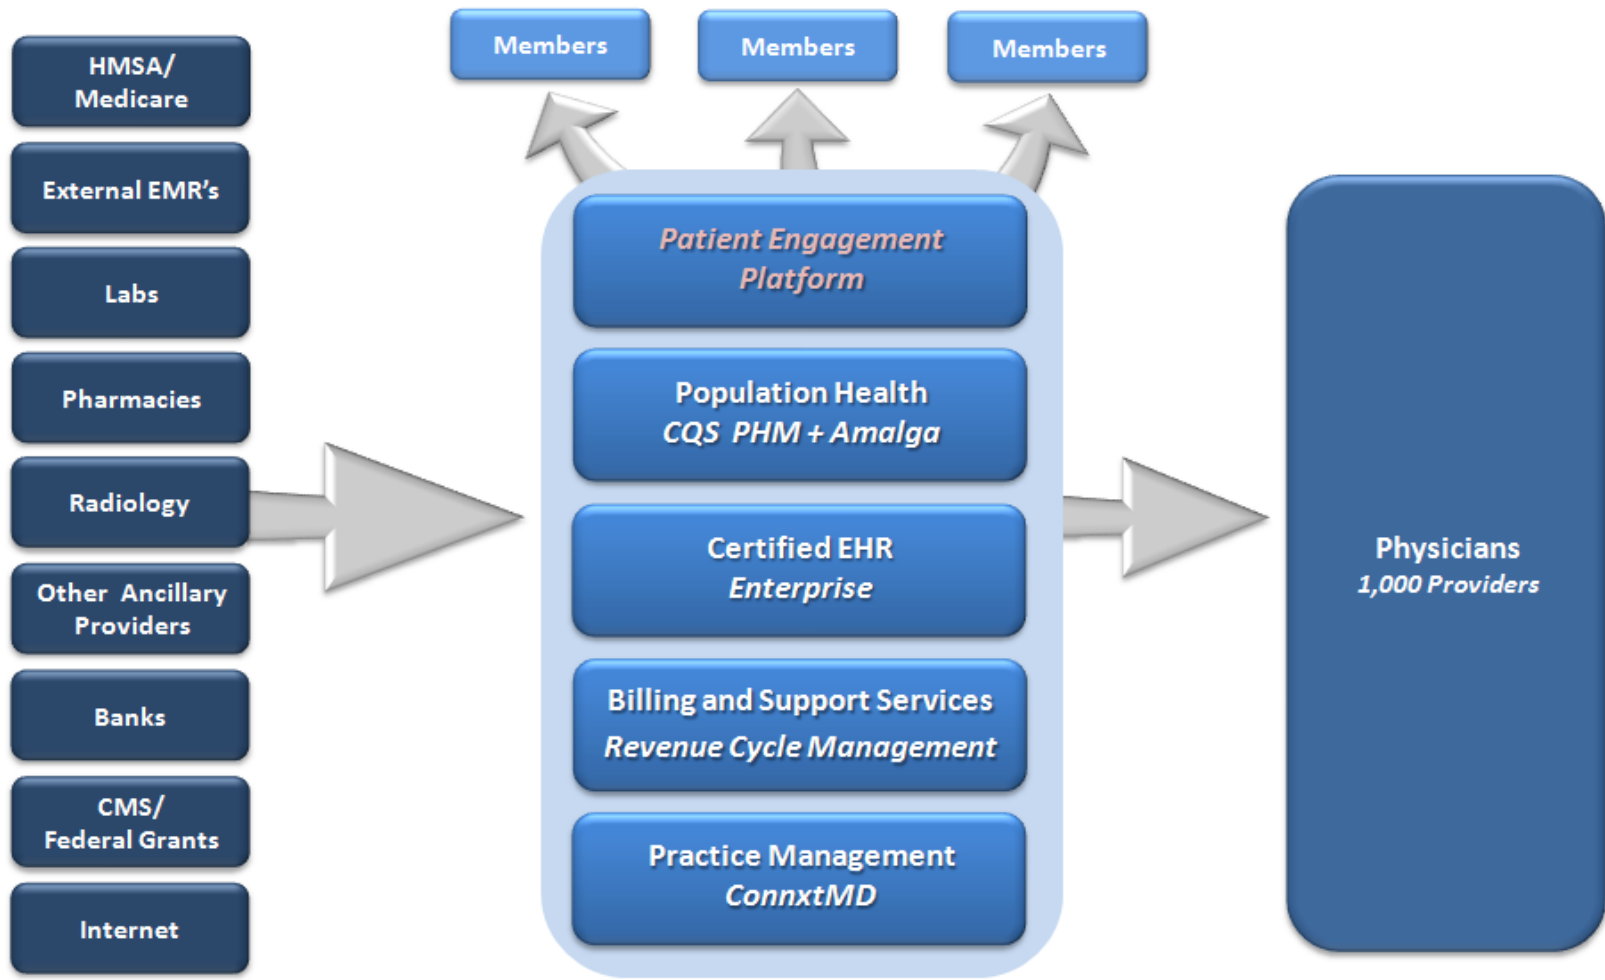 HMSA/
Medicare
External EMR's
Labs
Pharmacies
Radiology
Other Ancillary
Providers
Banks
CMS/
Federal Grants
Internet
Members
Members
Members
Patient Engagement
Platform
Population Health
CQS PHM + Amalga
Certified EHR
Enterprise
Billing and Support Services
Revenue Cycle Management
Practice Management
ConnxtMD
Physicians
1,000 Providers